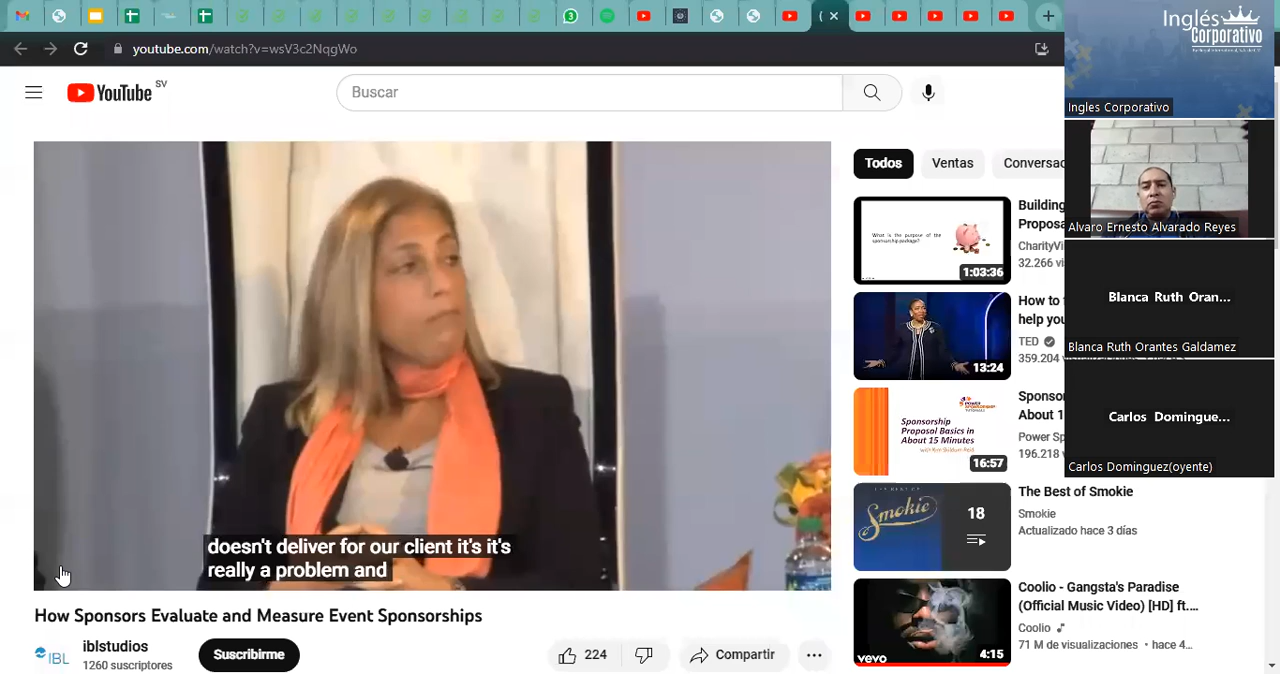 youtube.com/watch?v=wsV3c2NqgWo
3
YouTube SV
Buscar
doesn't deliver for our client it's it's
really a problem and
How Sponsors Evaluate and Measure Event Sponsorships
IBL
iblstudios
1260 suscriptores
Suscribirme
224
Compartir
Todos
Ventas
Conversac
What is the purpose of the
sponsorship package?
1:03:36
Building
Proposa
CharityVi
32.266 vi
13:24
How to
help you
TED
359.204
Sponsorship
Proposal Basics in
About 15 Minutes
16:57
Sponso
About 1
Power Sp
196.218 v
THE BEST OF
Smokie
18
The Best of Smokie
Smokie
Actualizado hace 3 días
vevo
4:15
Coolio - Gangsta's Paradise
(Official Music Video) [HD] ft....
Coolio
71 M de visualizaciones • hace 4...
Inglés
Corporativo
Ingles Corporativo
Alvaro Ernesto Alvarado Reyes
Blanca Ruth Oran...
Blanca Ruth Orantes Galdamez
Carlos Domingue...
Carlos Dominguez(oyente)